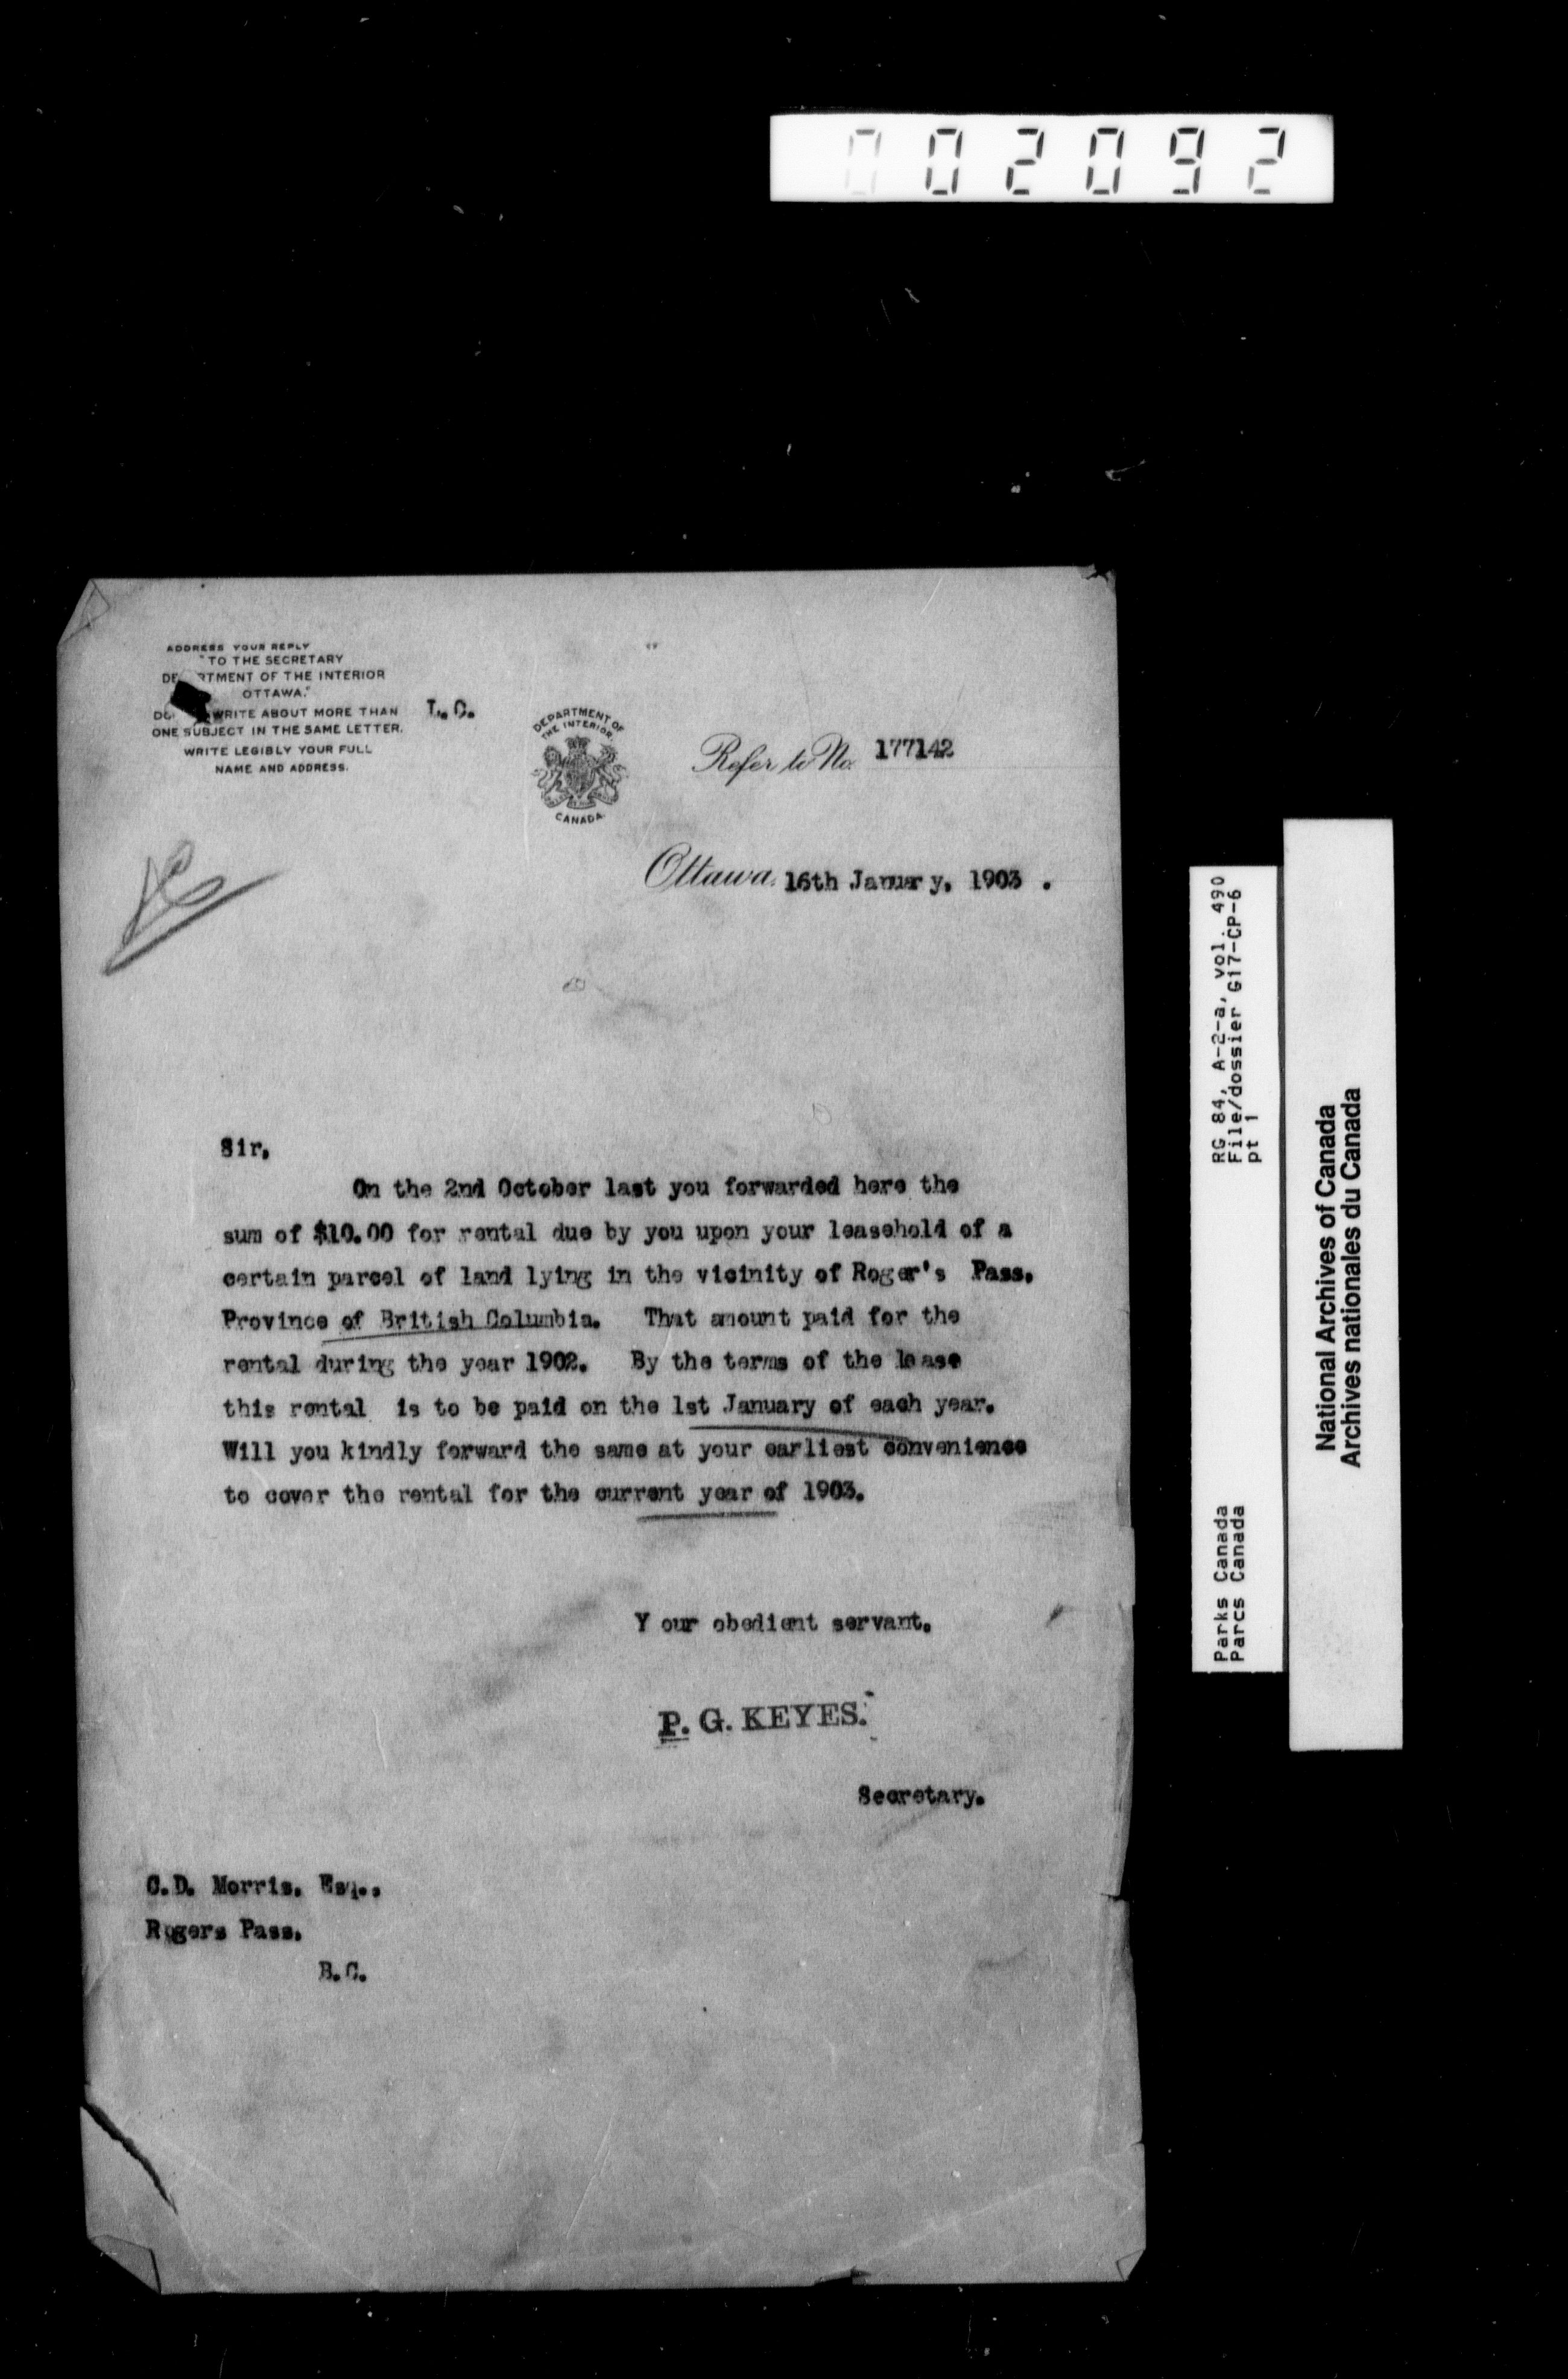 002092
ADDRESS YOUR REPLY
"TO THE SECRETARY
DE RTMENT OF THE INTERIOR
OTTAWA."
DO WRITE ABOUT MORE THAN
ONE SUBJECT IN THE SAME LETTER.
WRITE LEGIBLY YOUR FULL
NAME AND ADDRESS.
L.C.
DEPARTMENT OF
THE INTERIOR.
CANADA.
Refer to No. 177142
Ottawa, 16th January, 1903 .
Sir,
On the 2nd October last you forwarded here the
sum of $10.00 for rental due by you upon your leasehold of a
certain parcel of land lying in the vicinity of Roger's Pass,
Province of British Columbia. That amount paid for the
rental during the year 1902. By the terms of the lease
this rental is to be paid on the 1st January of each year.
Will you kindly forward the same at your earliest convenience
to cover the rental for the current year of 1903.
Y our obedient servant,
P. G. KEYES.
Secretary.
C.D. Morris, Esq.,
Rogers Pass,
B.C.
RG 84, A-2-a, vol. 490
File/dossier G17-CP-6
pt 1
Parks Canada
Parcs Canada
National Archives of Canada
Archives nationales du Canada